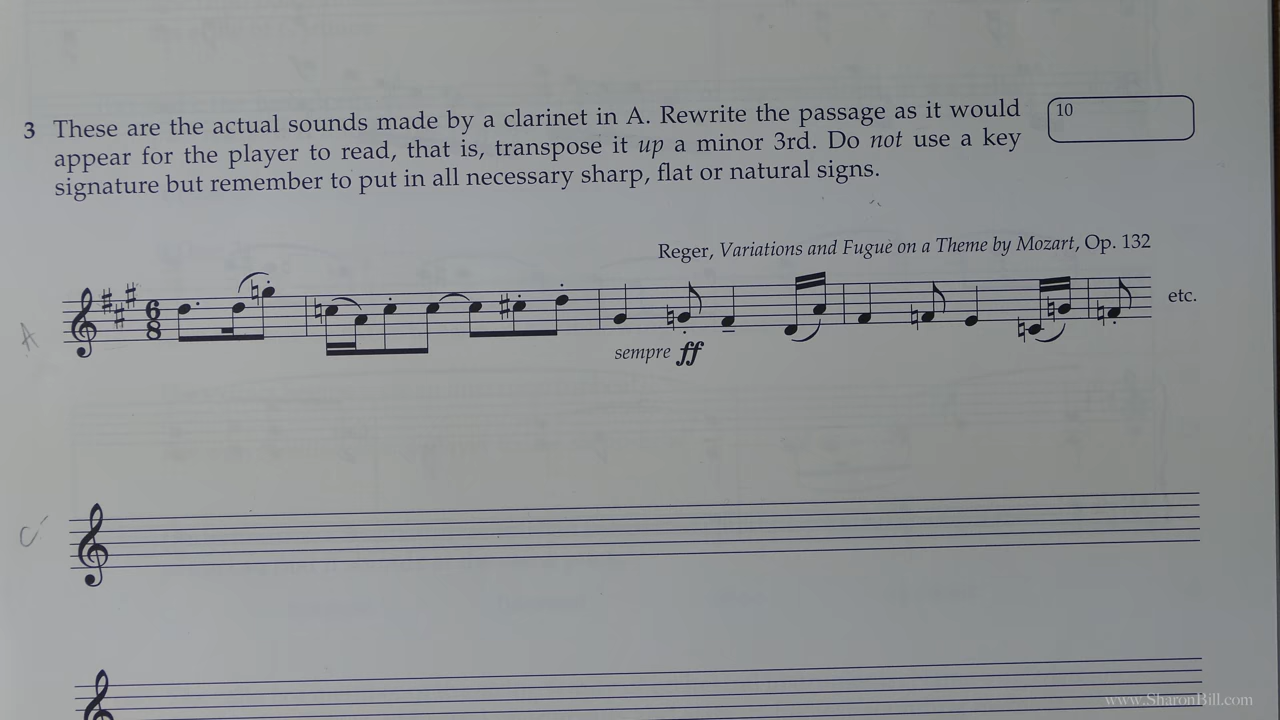 3 These are the actual sounds made by a clarinet in A. Rewrite the passage as it would
10
appear for the player to read, that is, transpose it up a minor 3rd. Do not use a key
signature but remember to put in all necessary sharp, flat or natural signs.
Reger, Variations and Fugue on a Theme by Mozart, Op. 132
6
8
etc.
A
sempre ff
C
www.SharonBill.com